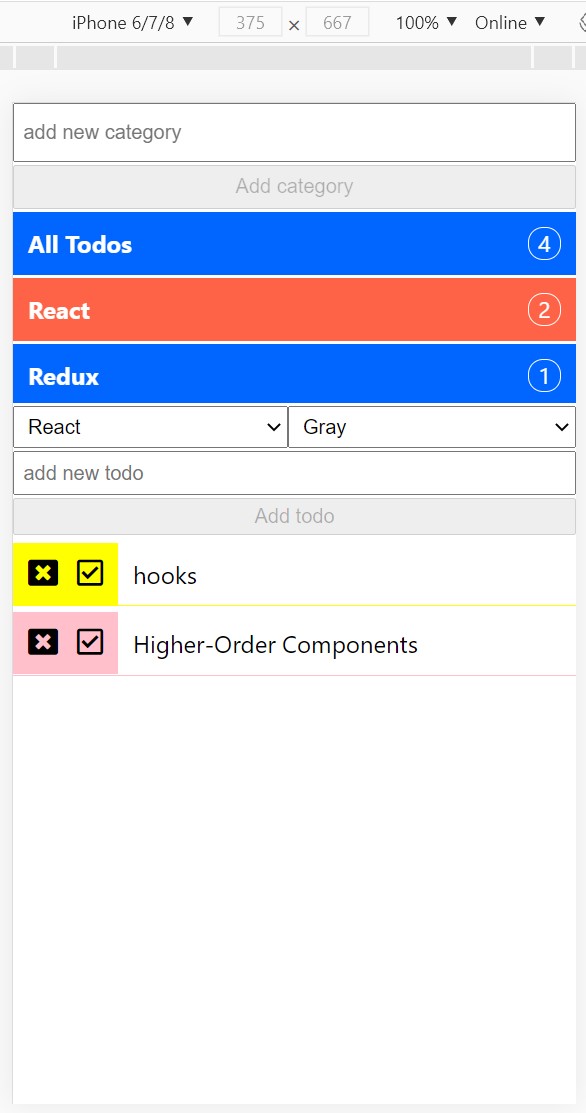 iPhone 6/7/8 ▼ 375 × 667 100% ▼ Online ▼
add new category
Add category
All Todos 4
React 2
Redux 1
React Gray
add new todo
Add todo
hooks
Higher-Order Components